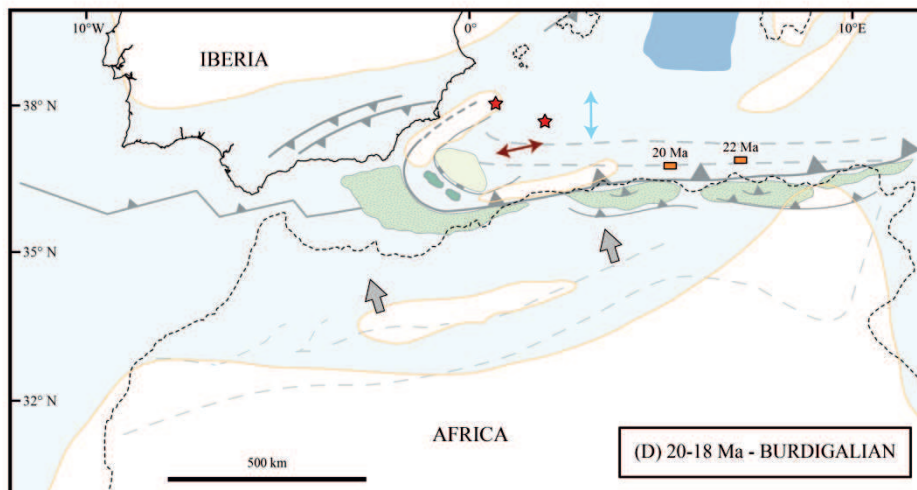 10°W 0° 10°E
IBERIA
38° N
20 Ma 22 Ma
35° N
32° N
AFRICA
500 km
(D) 20-18 Ma - BURDIGALIAN